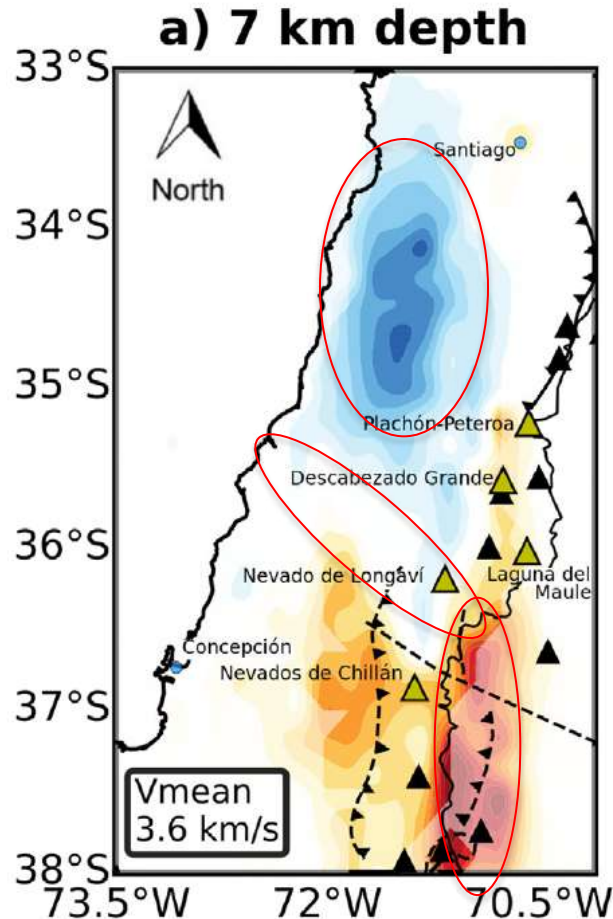 a) 7 km depth
33°S
North
Santiago
34°S
35°S
Plachón-Peteroa
Descabezado Grande
36°S
Nevado de Longaví
Laguna del
Maule
Concepción
Nevados de Chillán
37°S
Vmean
3.6 km/s
38°S
73.5°W
72°W
70.5°W